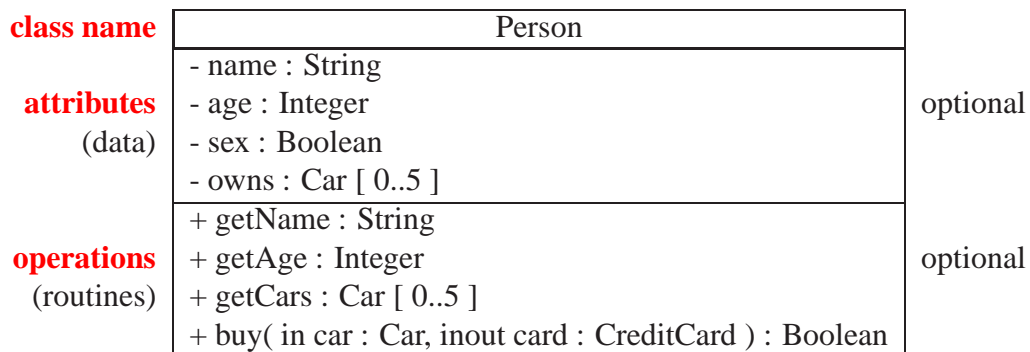 class name Person
- name : String
attributes - age : Integer optional
(data) - sex : Boolean
- owns : Car [ 0..5 ]
+ getName : String
operations + getAge : Integer optional
(routines) + getCars : Car [ 0..5 ]
+ buy( in car : Car, inout card : CreditCard ) : Boolean